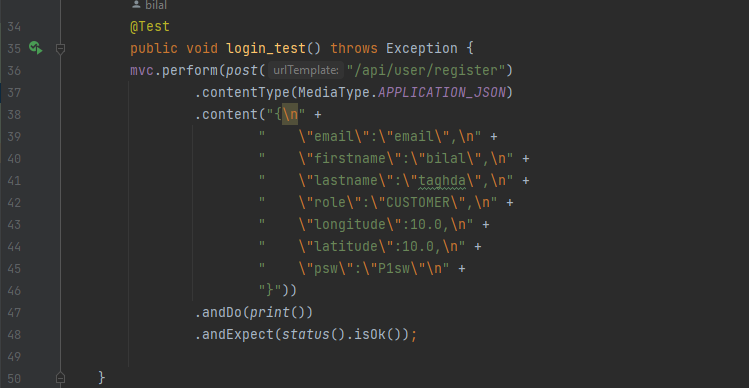 bilal
34 @Test
35 public void login_test() throws Exception {
36 mvc.perform(post( urlTemplate: "/api/user/register")
37 .contentType(MediaType.APPLICATION_JSON)
38 .content("{\n" +
39 "    \"email\":\"email\",\n" +
40 "    \"firstname\":\"bilal\",\n" +
41 "    \"lastname\":\"taghda\",\n" +
42 "    \"role\":\"CUSTOMER\",\n" +
43 "    \"longitude\":10.0,\n" +
44 "    \"latitude\":10.0,\n" +
45 "    \"psw\":\"P1sw\"\n" +
46 "}"))
47 .andDo(print())
48 .andExpect(status().isOk());
49
50 }